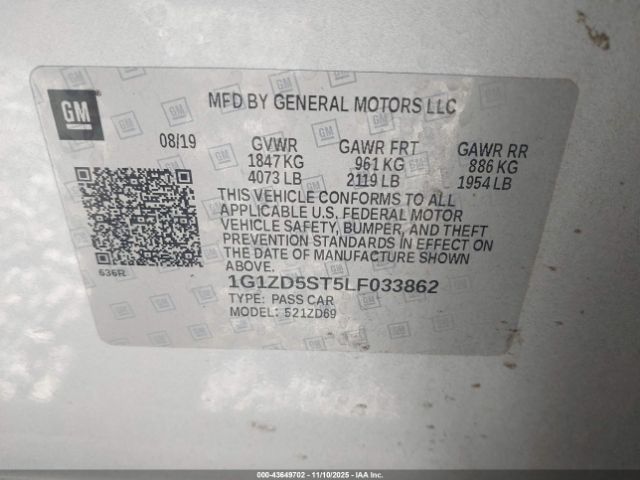 GM
MFD BY GENERAL MOTORS LLC
08/19
GVWR
1847 KG
4073 LB
GAWR FRT
961 KG
2119 LB
GAWR RR
886 KG
1954 LB
THIS VEHICLE CONFORMS TO ALL
APPLICABLE U.S. FEDERAL MOTOR
VEHICLE SAFETY, BUMPER, AND THEFT
PREVENTION STANDARDS IN EFFECT ON
THE DATE OF MANUFACTURE SHOWN
ABOVE.
636R
1G1ZD5ST5LF033862
TYPE: PASS CAR
MODEL: 521ZD69
000-43649702 — 11/10/2025 — IAA Inc.